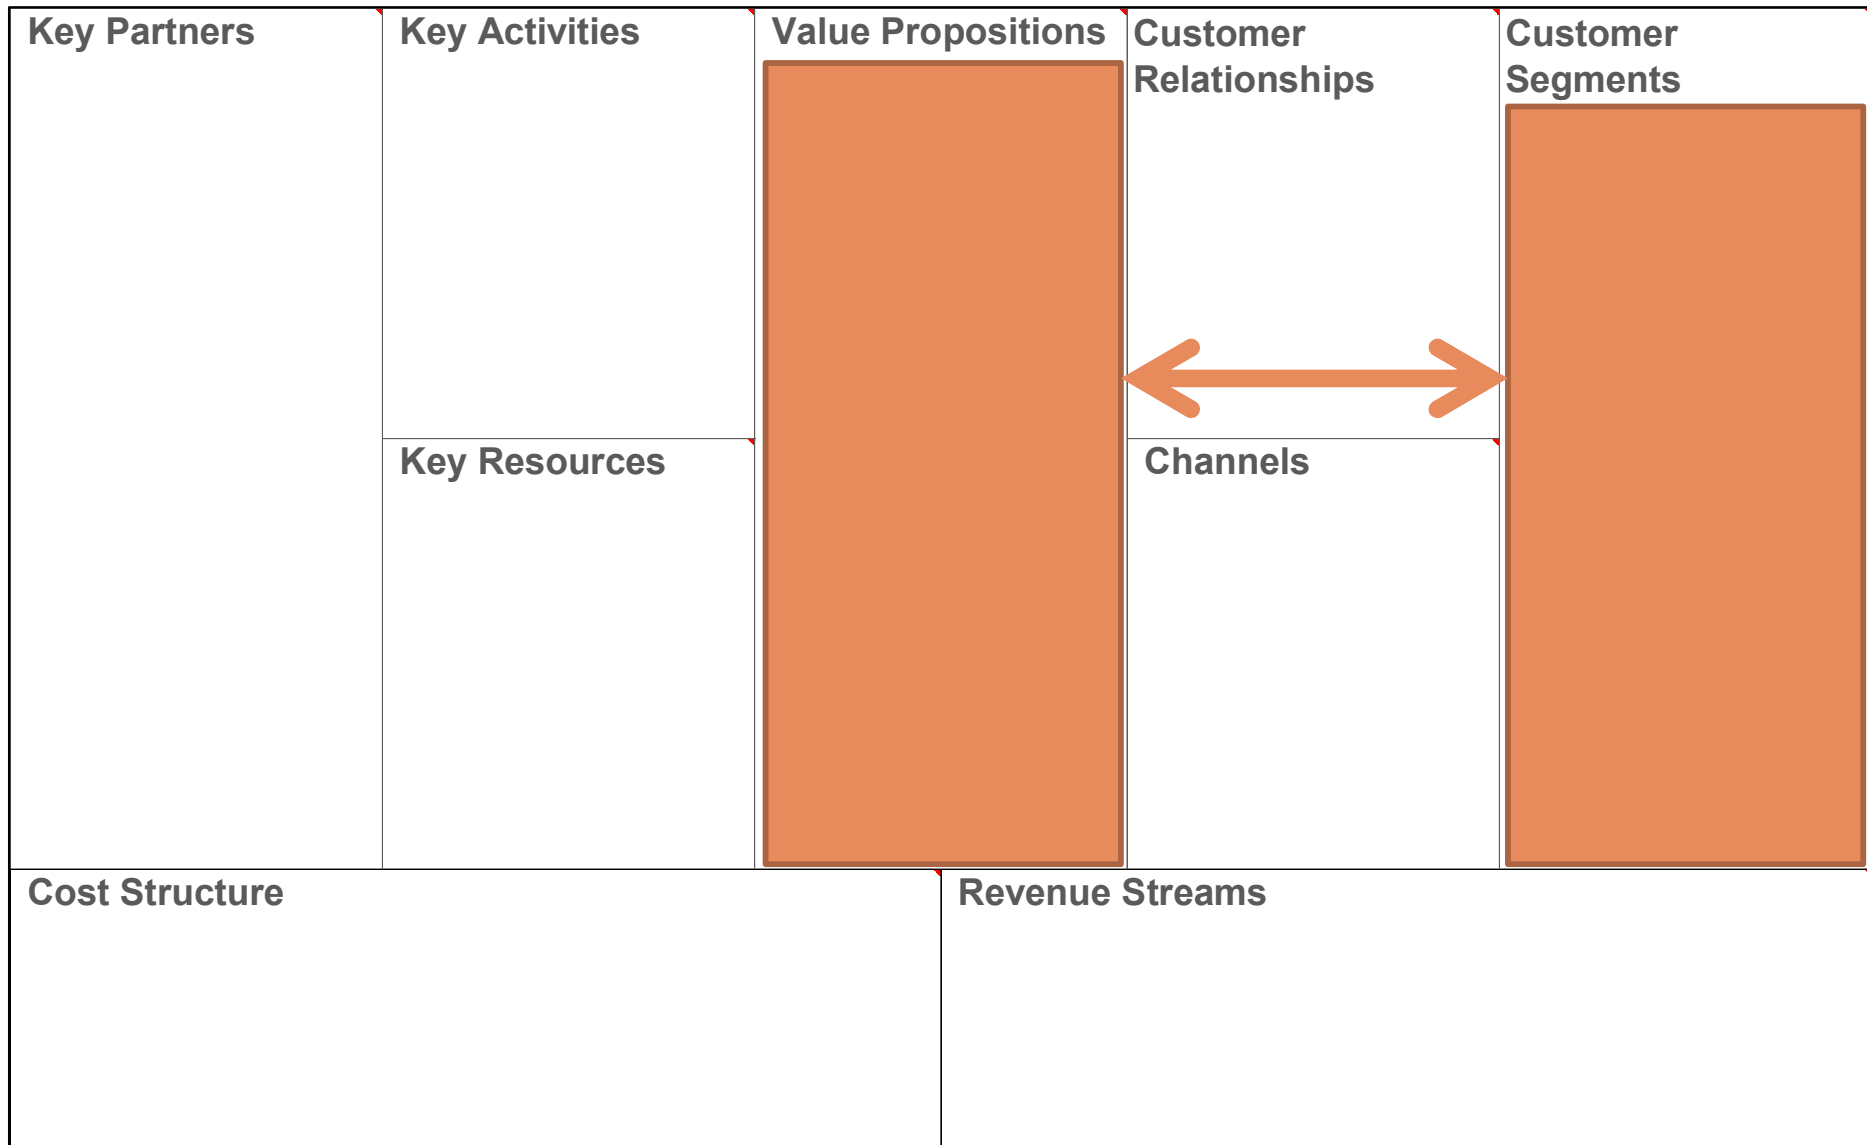 Key Partners
Key Activities
Value Propositions
Customer
Relationships
Customer
Segments
Key Resources
Channels
Cost Structure
Revenue Streams